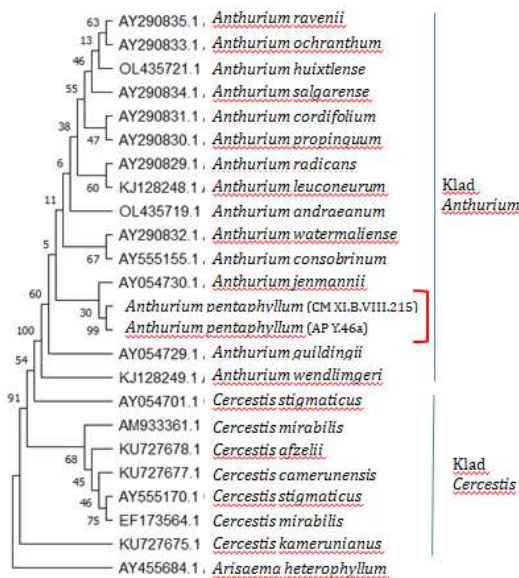 63 AY290835.1 Anthurium ravenii
13 AY290833.1 Anthurium ochranthum
46 OL435721.1 Anthurium huixtlense
55 AY290834.1 Anthurium salgarense
AY290831.1 Anthurium cordifolium
38 47 AY290830.1 Anthurium propinquum
6 AY290829.1 Anthurium radicans
60 KJ128248.1 Anthurium leuconeurum
Klad
Anthurium
11 OL435719.1 Anthurium andraeanum
AY290832.1 Anthurium watermaliense
5 67 AY555155.1 Anthurium consobrinum
AY054730.1 Anthurium jenmannii
60 30 Anthurium pentaphyllum (CM XI.B.VIII.215)
100 99 Anthurium pentaphyllum (AP Y.46a)
AY054729.1 Anthurium guildingii
54 KJ128249.1 Anthurium wendlimgeri
91 AY054701.1 Cercestis stigmaticus
AM933361.1 Cercestis mirabilis
68 KU727678.1 Cercestis afzelii
45 KU727677.1 Cercestis camerunensis
46 AY555170.1 Cercestis stigmaticus
75 EF173564.1 Cercestis mirabilis
Klad
Cercestis
KU727675.1 Cercestis kamerunianus
AY455684.1 Arisaema heterophyllum